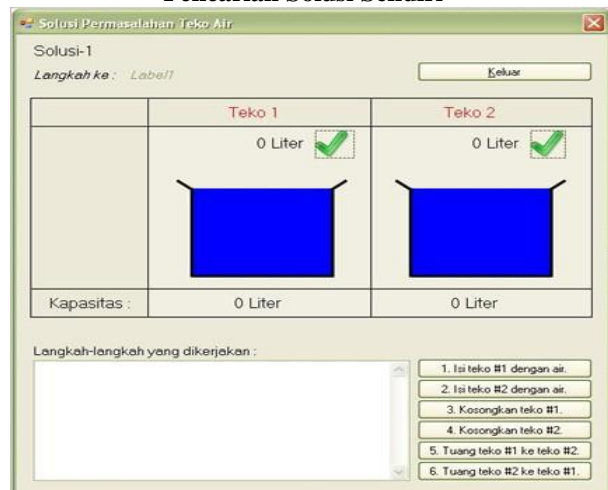 Pencarian Solusi Sendiri
Solusi Permasalahan Teko Air
Solusi-1
Langkah ke : Label1
Keluar
Teko 1 Teko 2
0 Liter 0 Liter
Kapasitas : 0 Liter 0 Liter
Langkah-langkah yang dikerjakan :
1. Isi teko #1 dengan air.
2. Isi teko #2 dengan air.
3. Kosongkan teko #1.
4. Kosongkan teko #2.
5. Tuang teko #1 ke teko #2.
6. Tuang teko #2 ke teko #1.